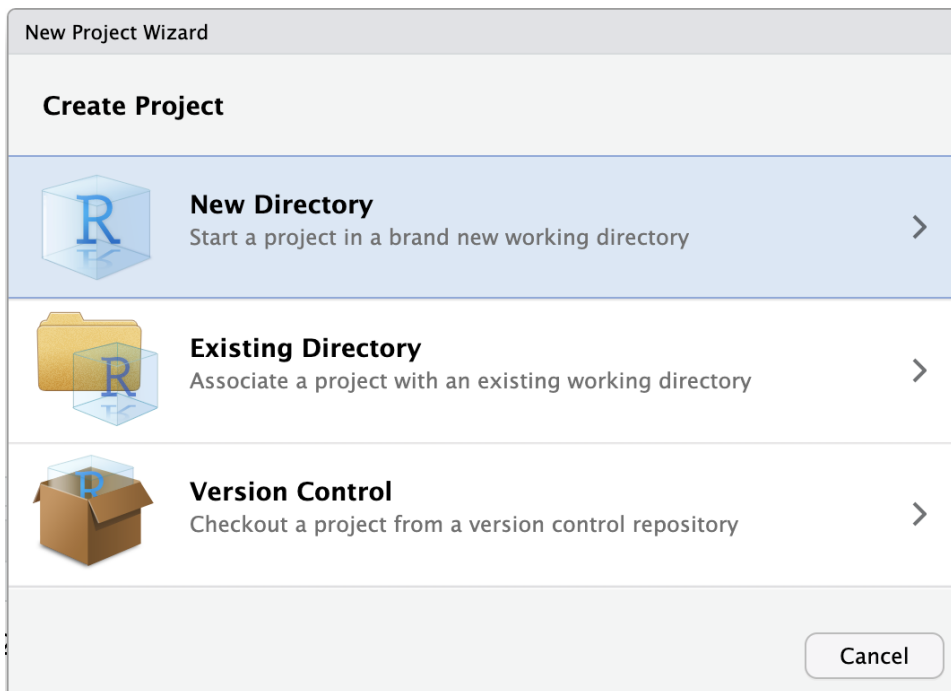 New Project Wizard
Create Project
R
New Directory
Start a project in a brand new working directory
R
Existing Directory
Associate a project with an existing working directory
R
Version Control
Checkout a project from a version control repository
Cancel